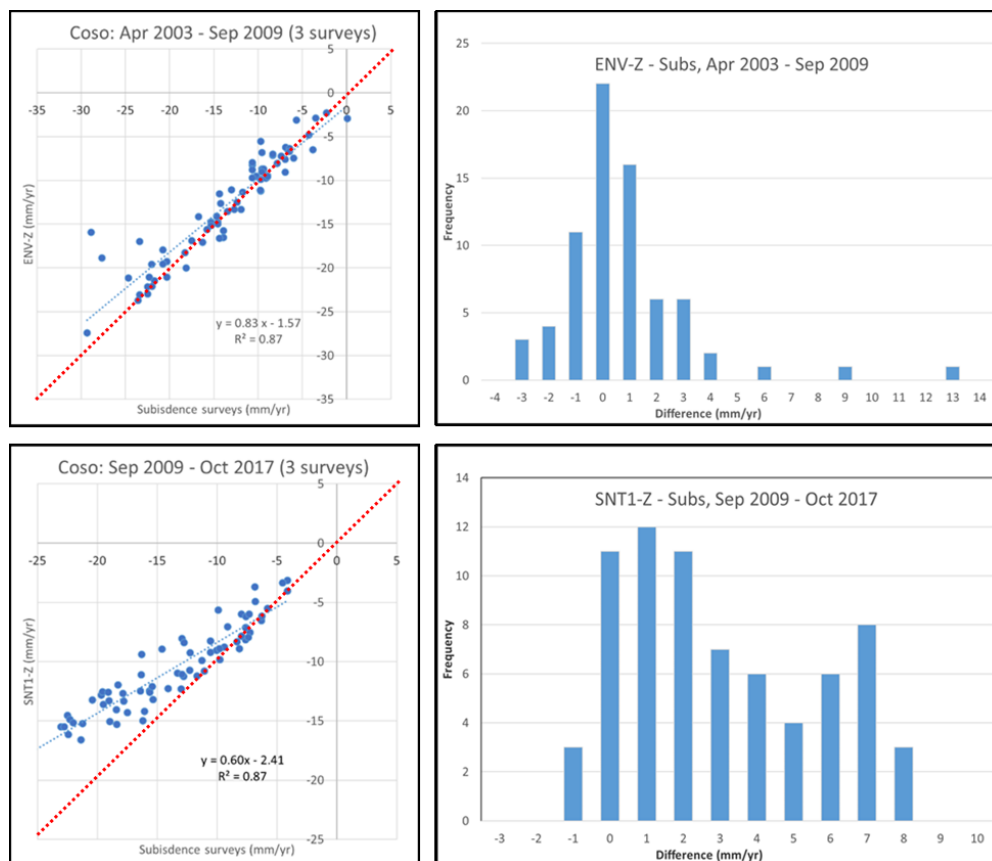 Coso: Apr 2003 - Sep 2009 (3 surveys)
5
0
-35 -30 -25 -20 -15 -10 -5 0 5
-5
-10
-15
-20
-25
-30
-35
ENV-Z (mm/yr)
y = 0.83 x - 1.57
R² = 0.87
Subisdence surveys (mm/yr)
ENV-Z - Subs, Apr 2003 - Sep 2009
25
20
15
10
5
0
Frequency
-4 -3 -2 -1 0 1 2 3 4 5 6 7 8 9 10 11 12 13 14
Difference (mm/yr)
Coso: Sep 2009 - Oct 2017 (3 surveys)
5
0
-25 -20 -15 -10 -5 0 5
-5
-10
-15
-20
-25
SNT1-Z (mm/yr)
y = 0.60x - 2.41
R² = 0.87
Subisdence surveys (mm/yr)
SNT1-Z - Subs, Sep 2009 - Oct 2017
14
12
10
8
6
4
2
0
Frequency
-3 -2 -1 0 1 2 3 4 5 6 7 8 9 10
Difference (mm/yr)